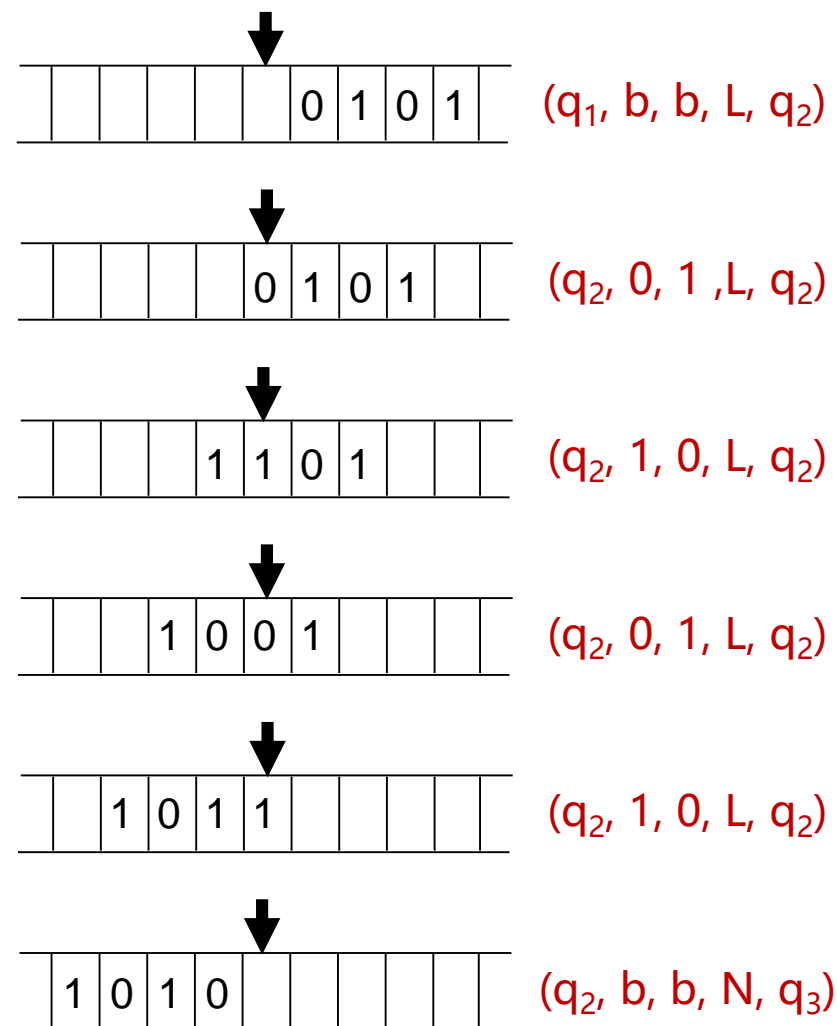 0 1 0 1 (q₁, b, b, L, q₂)
0 1 0 1 (q₂, 0, 1 ,L, q₂)
1 1 0 1 (q₂, 1, 0, L, q₂)
1 0 0 1 (q₂, 0, 1, L, q₂)
1 0 1 1 (q₂, 1, 0, L, q₂)
1 0 1 0 (q₂, b, b, N, q₃)